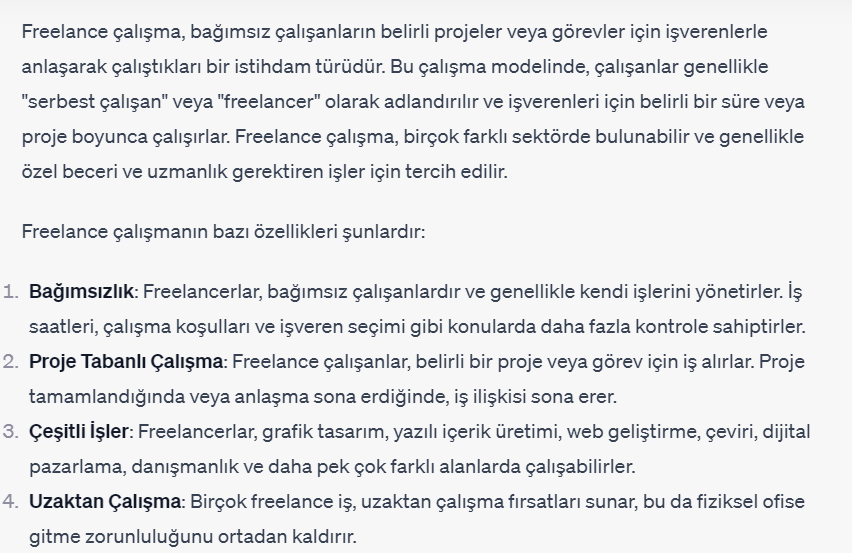 Freelance çalışma, bağımsız çalışanların belirli projeler veya görevler için işverenlerle
anlaşarak çalıştıkları bir istihdam türüdür. Bu çalışma modelinde, çalışanlar genellikle
"serbest çalışan" veya "freelancer" olarak adlandırılır ve işverenleri için belirli bir süre veya
proje boyunca çalışırlar. Freelance çalışma, birçok farklı sektörde bulunabilir ve genellikle
özel beceri ve uzmanlık gerektiren işler için tercih edilir.
Freelance çalışmanın bazı özellikleri şunlardır:
1. Bağımsızlık: Freelancerlar, bağımsız çalışanlardır ve genellikle kendi işlerini yönetirler. İş
saatleri, çalışma koşulları ve işveren seçimi gibi konularda daha fazla kontrole sahiptirler.
2. Proje Tabanlı Çalışma: Freelance çalışanlar, belirli bir proje veya görev için iş alırlar. Proje
tamamlandığında veya anlaşma sona erdiğinde, iş ilişkisi sona erer.
3. Çeşitli İşler: Freelancerlar, grafik tasarım, yazılı içerik üretimi, web geliştirme, çeviri, dijital
pazarlama, danışmanlık ve daha pek çok farklı alanlarda çalışabilirler.
4. Uzaktan Çalışma: Birçok freelance iş, uzaktan çalışma fırsatları sunar, bu da fiziksel ofise
gitme zorunluluğunu ortadan kaldırır.